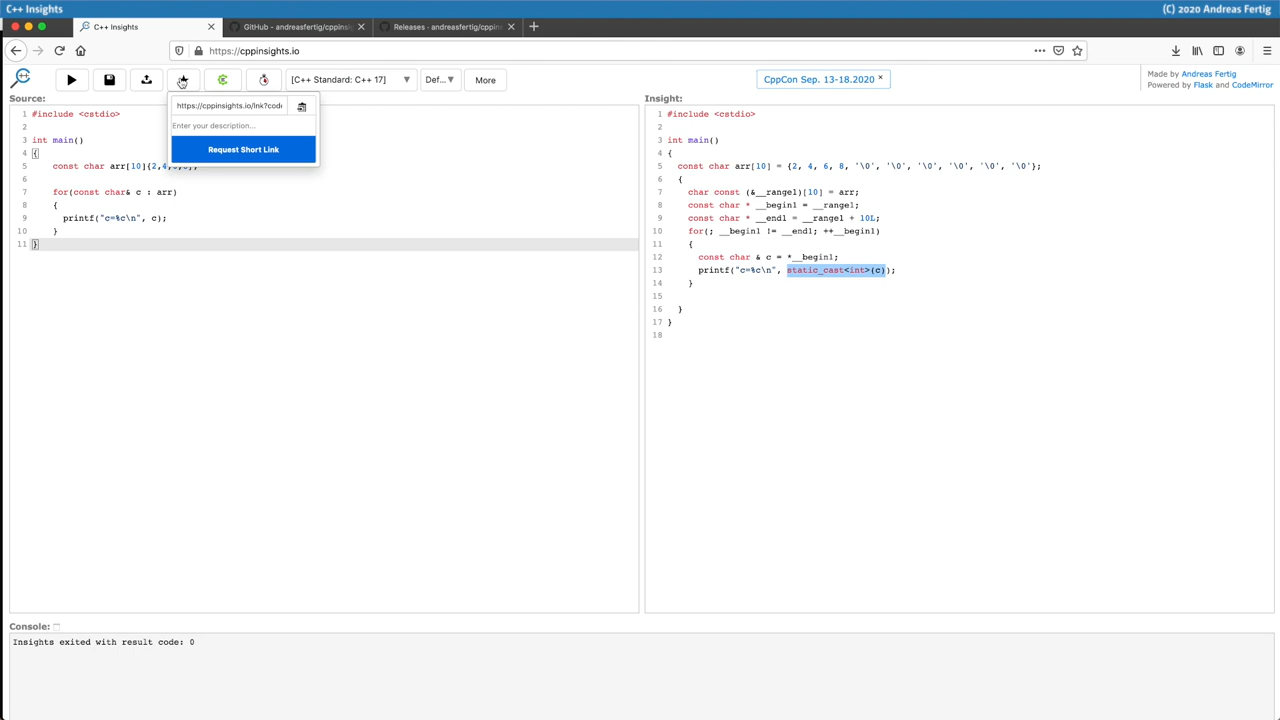 C++ Insights
(C) 2020 Andreas Fertig
C++ Insights
GitHub - andreasfertig/cppinsig
Releases - andreasfertig/cppin
https://cppinsights.io
[C++ Standard: C++ 17]
Def...
More
CppCon Sep. 13-18.2020 ×
Made by Andreas Fertig
Powered by Flask and CodeMirror
Source:
https://cppinsights.io/lnk?code
Enter your description...
Request Short Link
1 #include <cstdio>
2
3 int main()
4 {
5 const char arr[10]{2,4,6,8};
6
7 for(const char& c : arr)
8 {
9 printf("c=%c\n", c);
10 }
11 }
Insight:
1 #include <cstdio>
2
3 int main()
4 {
5 const char arr[10] = {2, 4, 6, 8, '\0', '\0', '\0', '\0', '\0', '\0'};
6 {
7 char const (&__range1)[10] = arr;
8 const char * __begin1 = __range1;
9 const char * __end1 = __range1 + 10L;
10 for(; __begin1 != __end1; ++__begin1)
11 {
12 const char & c = *__begin1;
13 printf("c=%c\n", static_cast<int>(c));
14 }
15
16 }
17 }
18
Console:
Insights exited with result code: 0